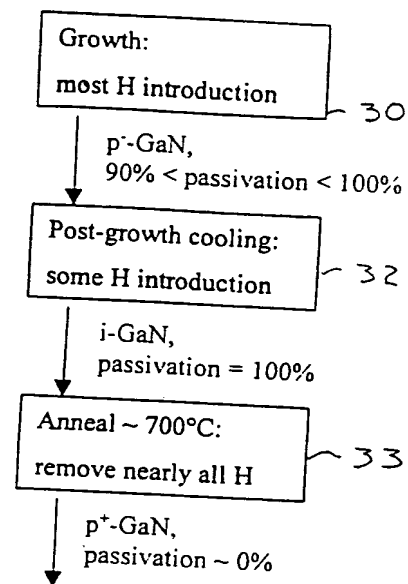 Growth:
most H introduction
30
p⁻-GaN,
90% < passivation < 100%
Post-growth cooling:
some H introduction
32
i-GaN,
passivation = 100%
Anneal ~ 700°C:
remove nearly all H
33
p⁺-GaN,
passivation ~ 0%